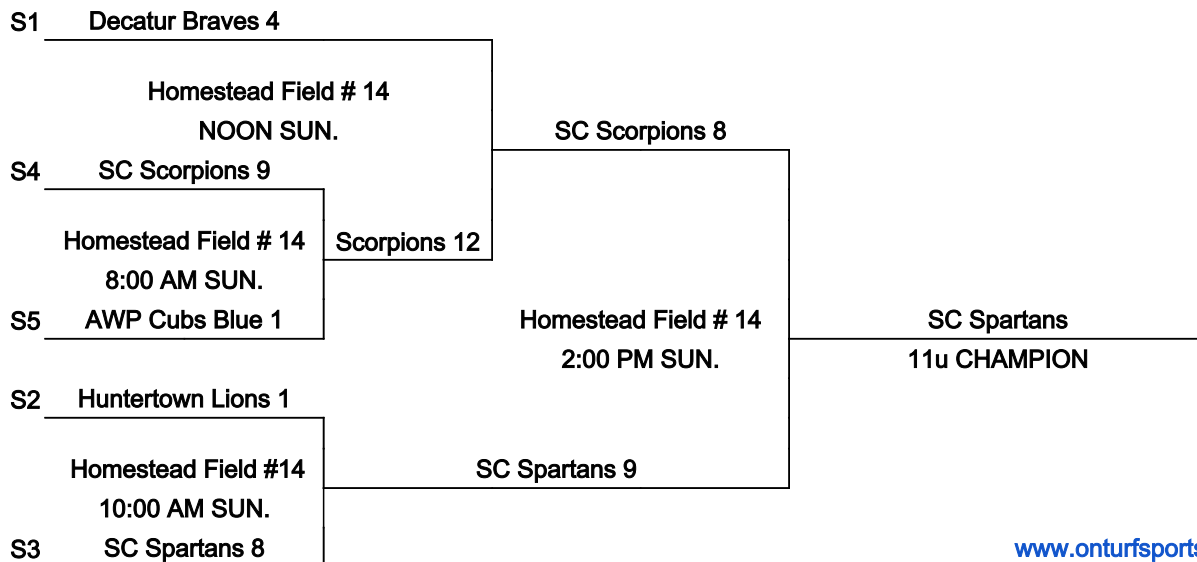 S1 Decatur Braves 4
Homestead Field # 14
NOON SUN.
SC Scorpions 8
S4 SC Scorpions 9
Homestead Field # 14
Scorpions 12
8:00 AM SUN.
S5 AWP Cubs Blue 1
Homestead Field # 14
2:00 PM SUN.
SC Spartans
11u CHAMPION
S2 Huntertown Lions 1
Homestead Field #14
10:00 AM SUN.
SC Spartans 9
S3 SC Spartans 8
www.onturfsports